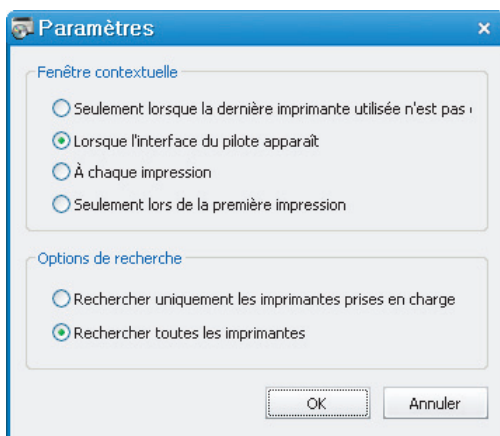 Paramètres
Fenêtre contextuelle
Seulement lorsque la dernière imprimante utilisée n'est pas
Lorsque l'interface du pilote apparaît
À chaque impression
Seulement lors de la première impression
Options de recherche
Rechercher uniquement les imprimantes prises en charge
Rechercher toutes les imprimantes
OK
Annuler